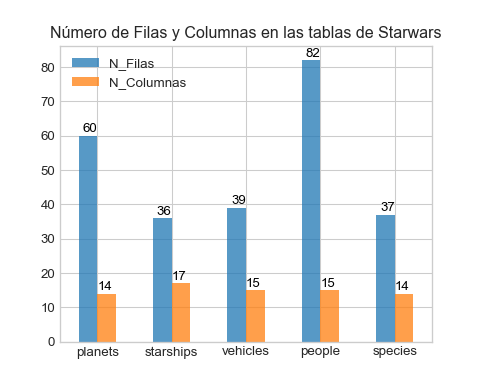 Número de Filas y Columnas en las tablas de Starwars
N_Filas
N_Columnas
80
70
60
50
40
30
20
10
0
60
14
36
17
39
15
82
15
37
14
planets
starships
vehicles
people
species